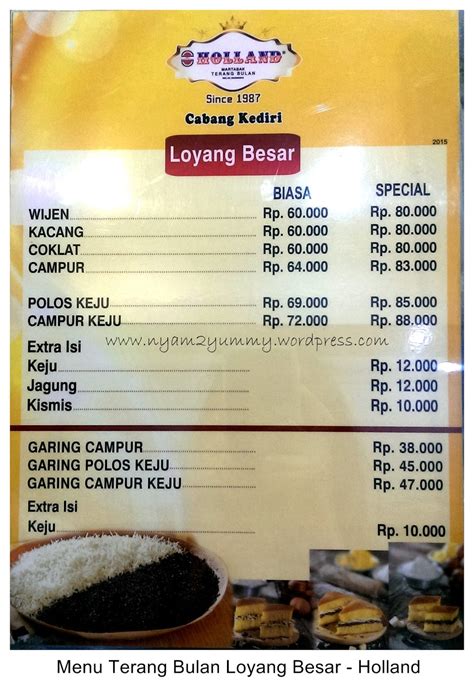 HOLLAND
MARTABAK
TERANG BULAN
Since 1987
Cabang Kediri
Loyang Besar
2015
BIASA SPECIAL
WIJEN Rp. 60.000 Rp. 80.000
KACANG Rp. 60.000 Rp. 80.000
COKLAT Rp. 60.000 Rp. 80.000
CAMPUR Rp. 64.000 Rp. 83.000
POLOS KEJU Rp. 69.000 Rp. 85.000
CAMPUR KEJU Rp. 72.000 Rp. 88.000
www.nyam2yummy.wordpress.com
Extra Isi
Keju Rp. 12.000
Jagung Rp. 12.000
Kismis Rp. 10.000
GARING CAMPUR Rp. 38.000
GARING POLOS KEJU Rp. 45.000
GARING CAMPUR KEJU Rp. 47.000
Extra Isi
Keju Rp. 10.000
Menu Terang Bulan Loyang Besar - Holland